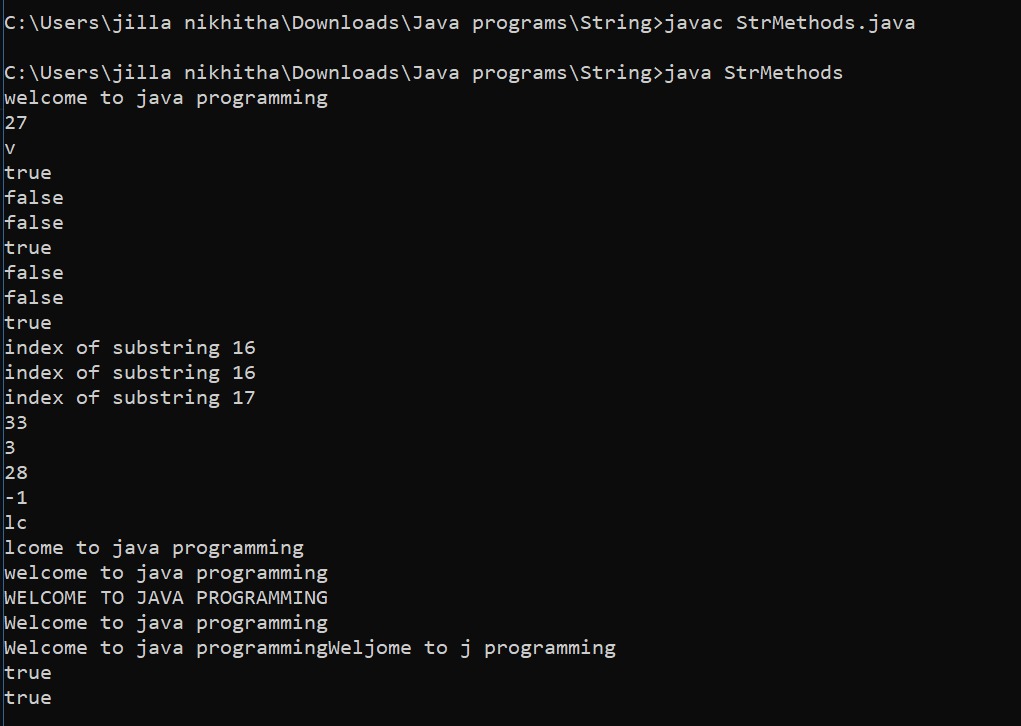 C:\Users\jilla nikhitha\Downloads\Java programs\String>javac StrMethods.java
C:\Users\jilla nikhitha\Downloads\Java programs\String>java StrMethods
welcome to java programming
27
v
true
false
false
true
false
false
true
index of substring 16
index of substring 16
index of substring 17
33
3
28
-1
lc
lcome to java programming
welcome to java programming
WELCOME TO JAVA PROGRAMMING
Welcome to java programming
Welcome to java programmingWeljome to j programming
true
true